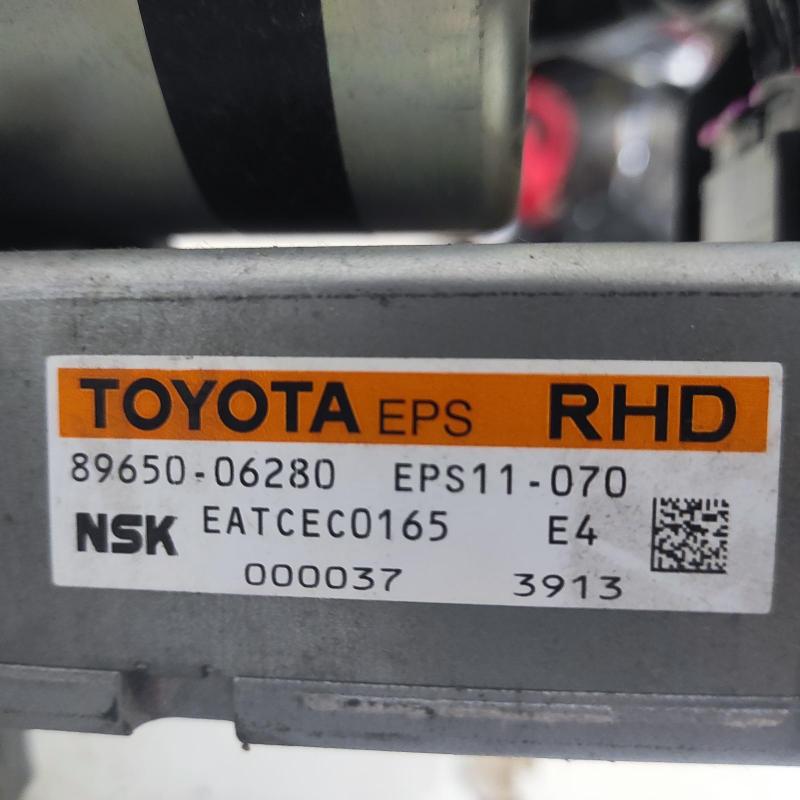 TOYOTA EPS RHD
89650-06280 EPS11-070
NSK EATCEC0165 E4
000037 3913